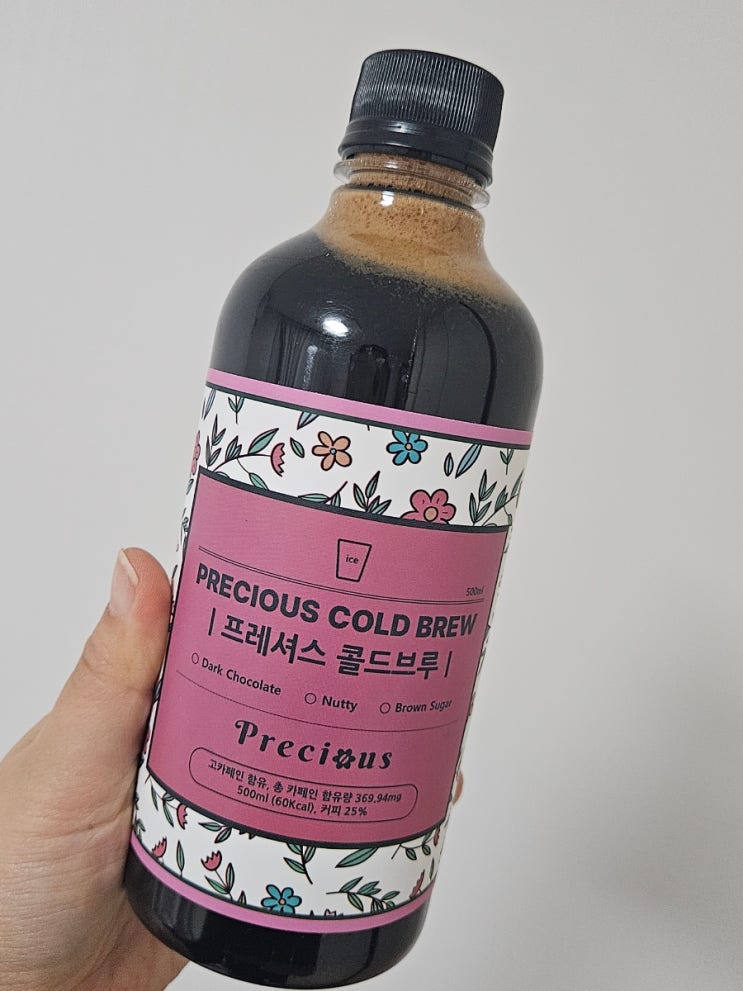 ice
500ml
PRECIOUS COLD BREW
| 프레셔스 콜드브루 |
○ Dark Chocolate ○ Nutty ○ Brown Sugar
Precious
고카페인 함유, 총 카페인 함유량 369.94mg
500ml (60Kcal), 커피 25%